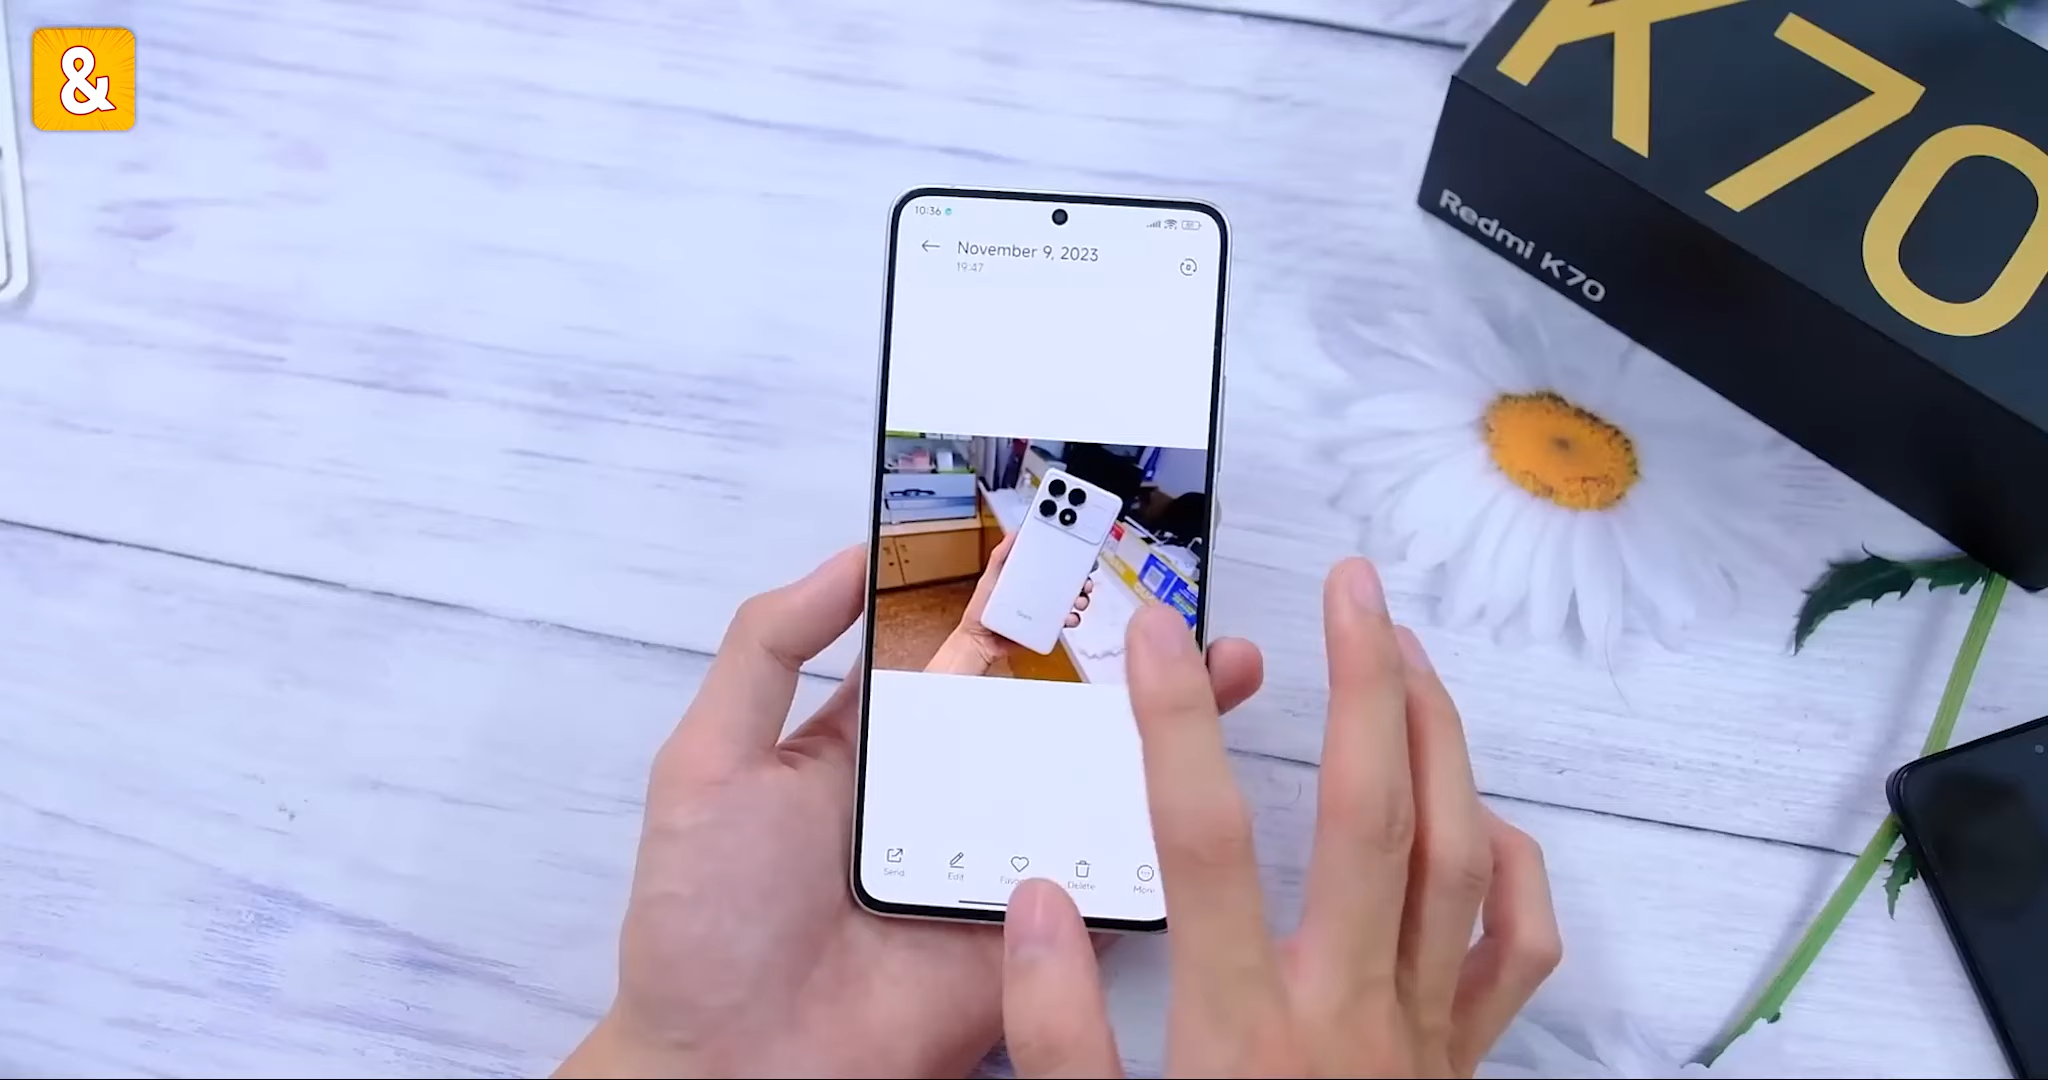 &
K70
Redmi K70
10:36
November 9, 2023
19:47
Send
Edit
Delete
More